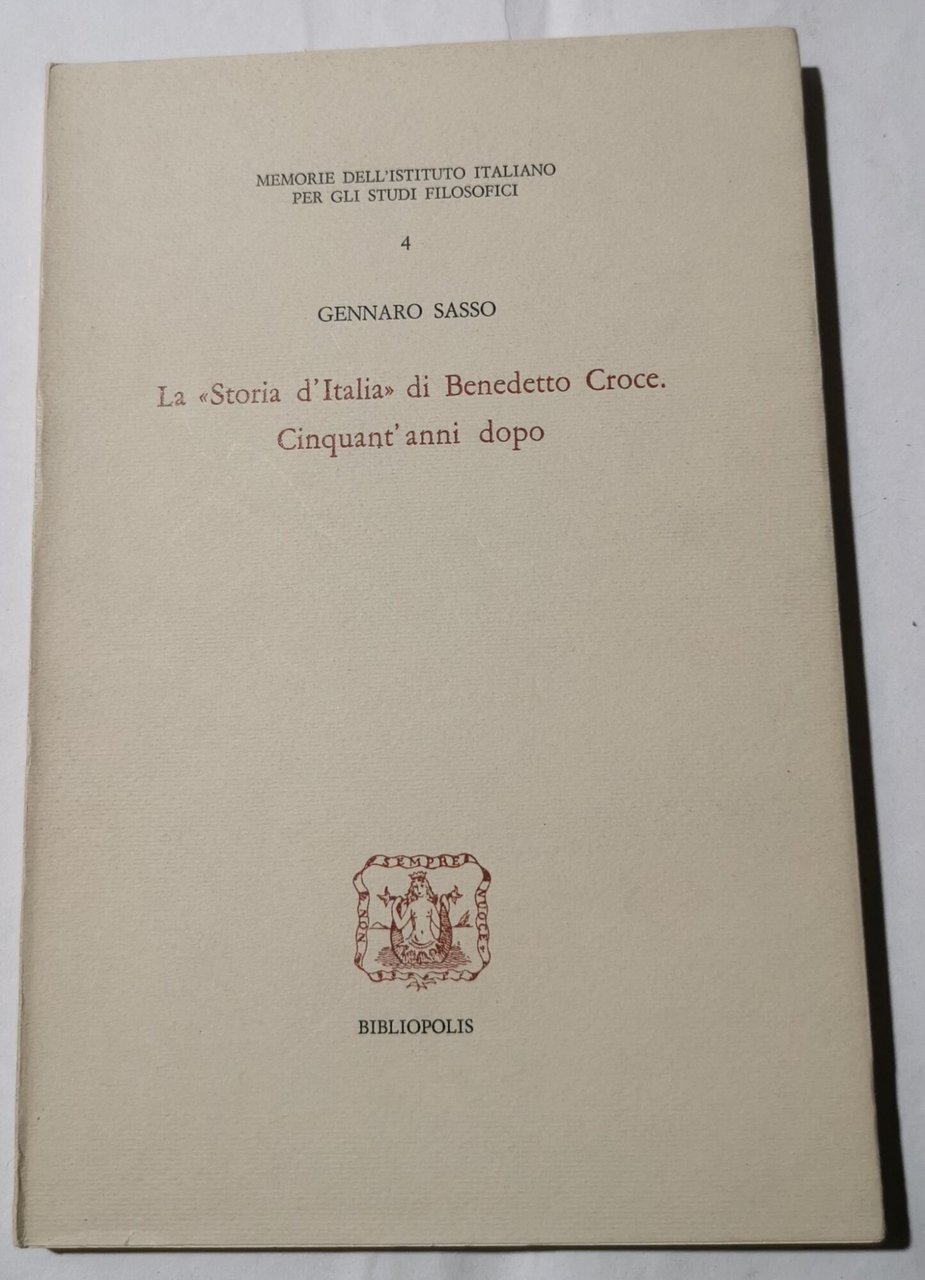 MEMORIE DELL'ISTITUTO ITALIANO
PER GLI STUDI FILOSOFICI
4
GENNARO SASSO
La «Storia d'Italia» di Benedetto Croce.
Cinquant'anni dopo
NON SEMPRE NUOCE
BIBLIOPOLIS